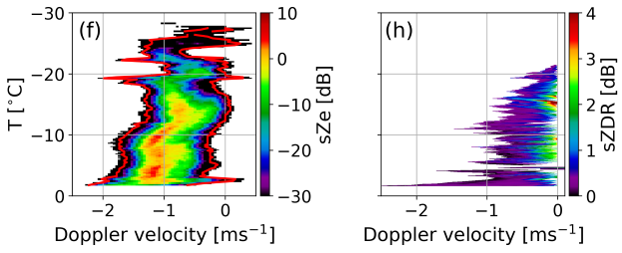 −30
−20
−10
0
T [°C]
(f)
−2
−1
0
Doppler velocity [ms⁻¹]
10
0
−10
−20
−30
sZe [dB]
(h)
−2
−1
0
Doppler velocity [ms⁻¹]
4
3
2
1
0
sZDR [dB]